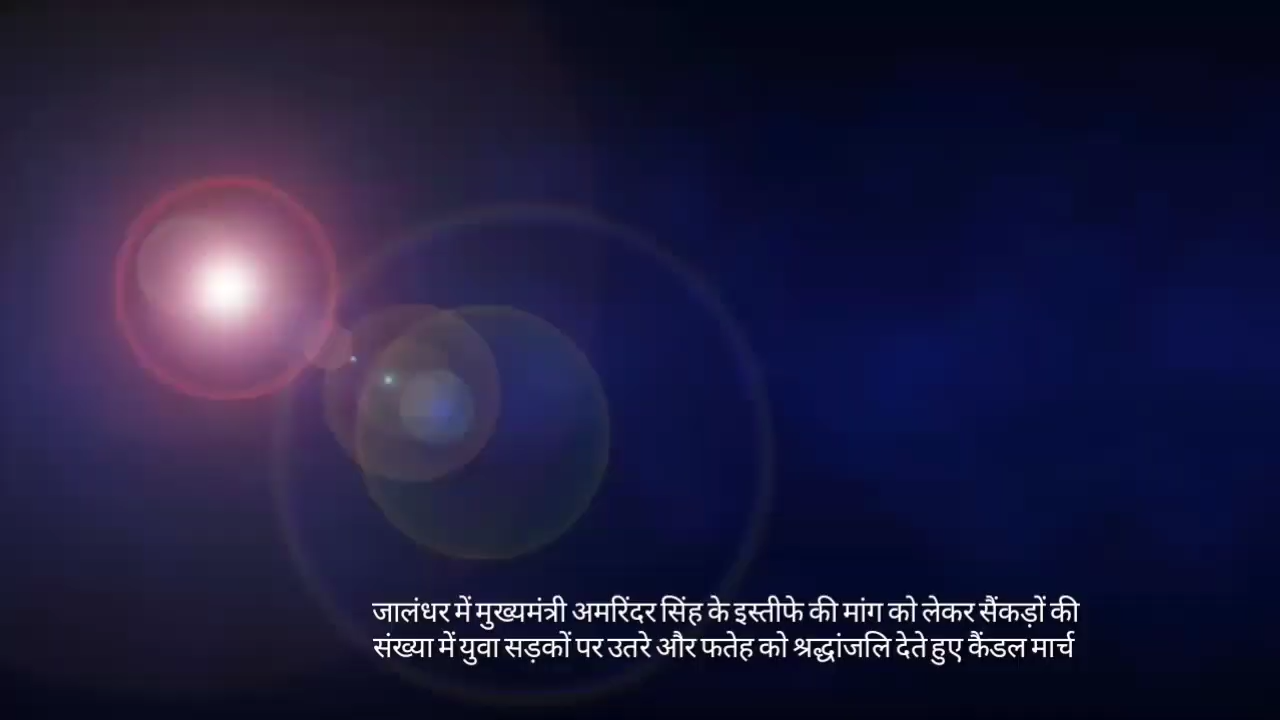 जालंधर में मुख्यमंत्री अमरिंदर सिंह के इस्तीफे की मांग को लेकर सैंकड़ों की
संख्या में युवा सड़कों पर उतरे और फतेह को श्रद्धांजलि देते हुए कैंडल मार्च